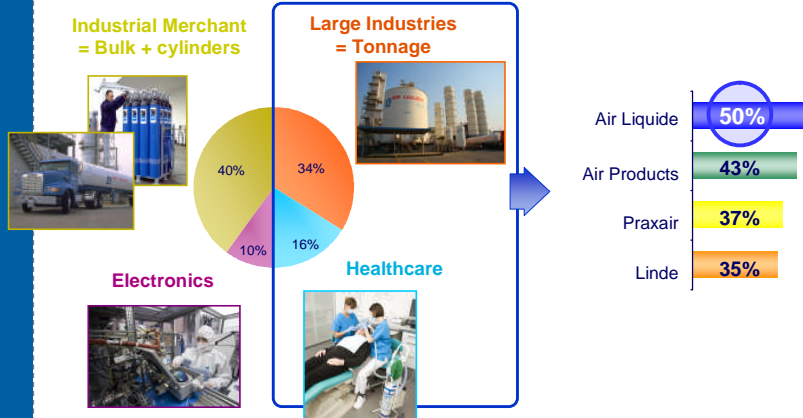 Industrial Merchant
= Bulk + cylinders
Large Industries
= Tonnage
40%
34%
10%
16%
Electronics
Healthcare
Air Liquide
50%
Air Products
43%
Praxair
37%
Linde
35%